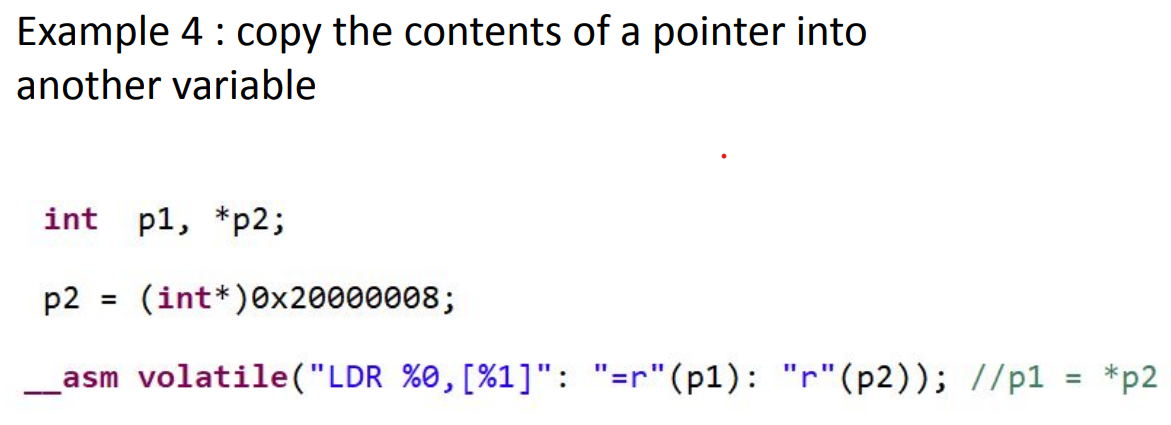 Example 4 : copy the contents of a pointer into
another variable
int  p1, *p2;
p2 = (int*)0x20000008;
__asm volatile("LDR %0,[%1]": "=r"(p1): "r"(p2)); //p1 = *p2